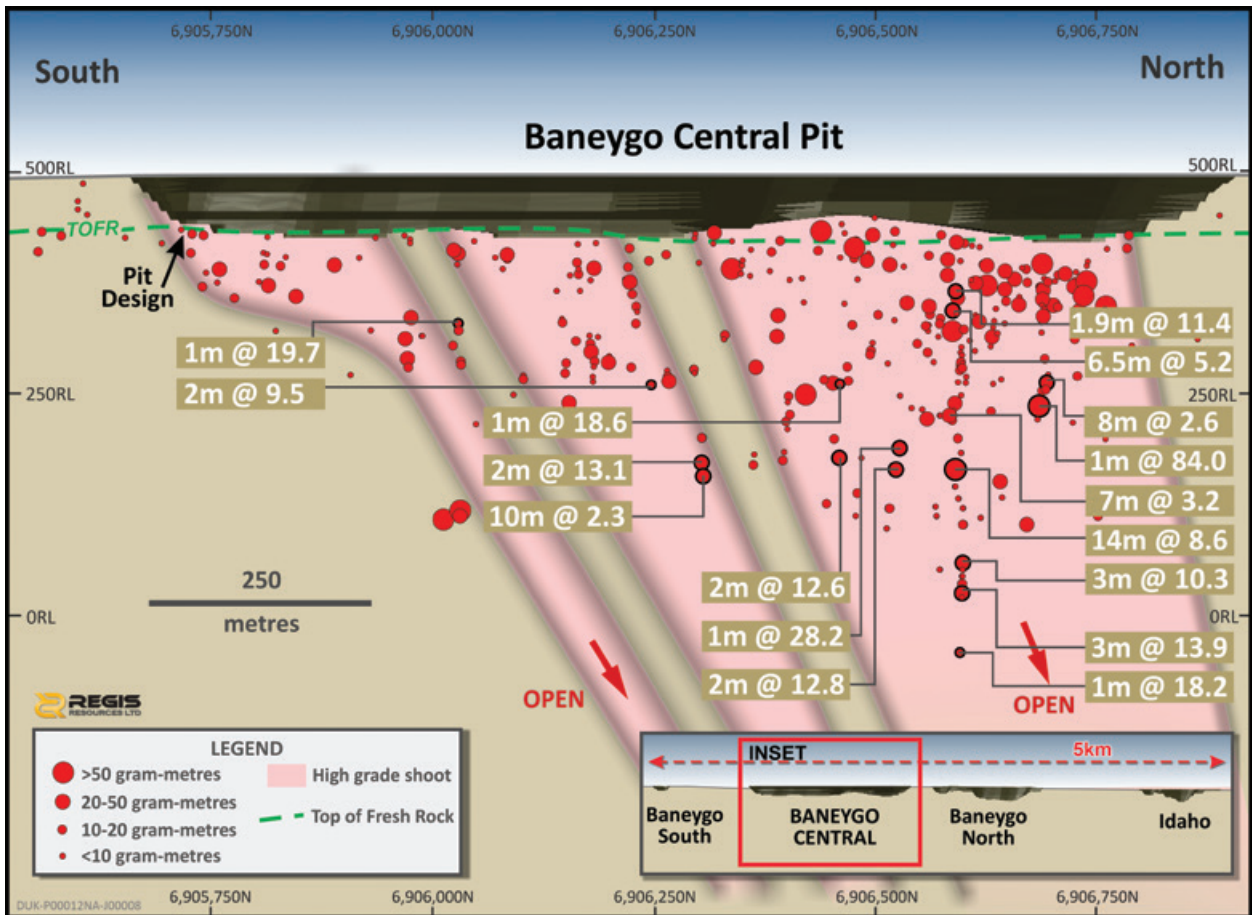 6,905,750N
6,906,000N
6,906,250N
6,906,500N
6,906,750N
South
North
Baneygo Central Pit
500RL
500RL
TOFR
Pit
Design
1m @ 19.7
2m @ 9.5
1m @ 18.6
2m @ 13.1
10m @ 2.3
250RL
250RL
1.9m @ 11.4
6.5m @ 5.2
8m @ 2.6
1m @ 84.0
7m @ 3.2
14m @ 8.6
3m @ 10.3
3m @ 13.9
1m @ 18.2
2m @ 12.6
1m @ 28.2
2m @ 12.8
250
metres
0RL
0RL
OPEN
OPEN
REGIS
RESOURCES LTD
LEGEND
>50 gram-metres
20-50 gram-metres
10-20 gram-metres
<10 gram-metres
High grade shoot
Top of Fresh Rock
INSET
5km
Baneygo
South
BANEYGO
CENTRAL
Baneygo
North
Idaho
6,905,750N
6,906,000N
6,906,250N
6,906,500N
6,906,750N
DUK-P00012NA-J00008